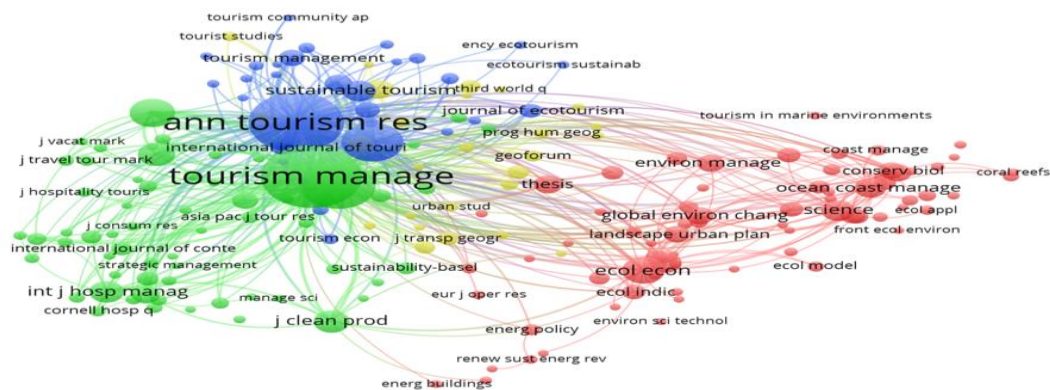 tourism community ap
tourist studies
ency ecotourism
tourism management
ecotourism sustainab
sustainable tourism
third world q
journal of ecotourism
tourism in marine environments
ann tourism res
prog hum geog
j vacat mark
international journal of touri
coast manage
j travel tour mark
geoforum
environ manage
conserv biol
coral reefs
tourism manage
thesis
ocean coast manage
j hospitality touris
urban stud
asia pac j tour res
global environ chang
science
ecol appl
j consum res
landscape urban plan
front ecol environ
international journal of conte
tourism econ
j transp geogr
strategic management
sustainability-basel
ecol econ
ecol model
int j hosp manag
manage sci
eur j oper res
ecol indic
cornell hosp q
j clean prod
environ sci technol
energ policy
renew sust energ rev
energ buildings